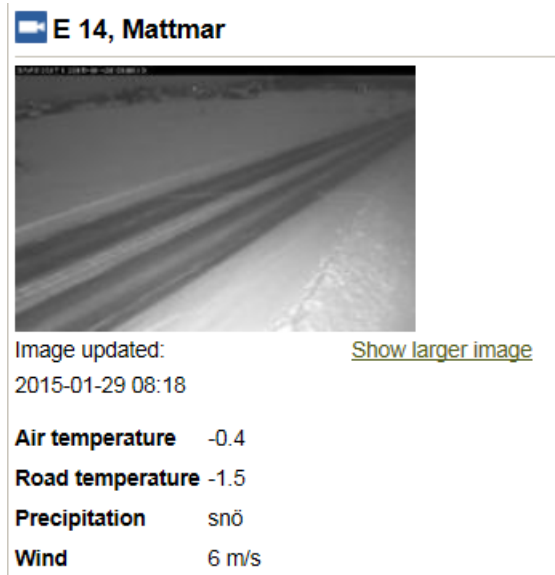 E 14, Mattmar
Image updated:
Show larger image
2015-01-29 08:18
Air temperature -0.4
Road temperature -1.5
Precipitation snö
Wind 6 m/s